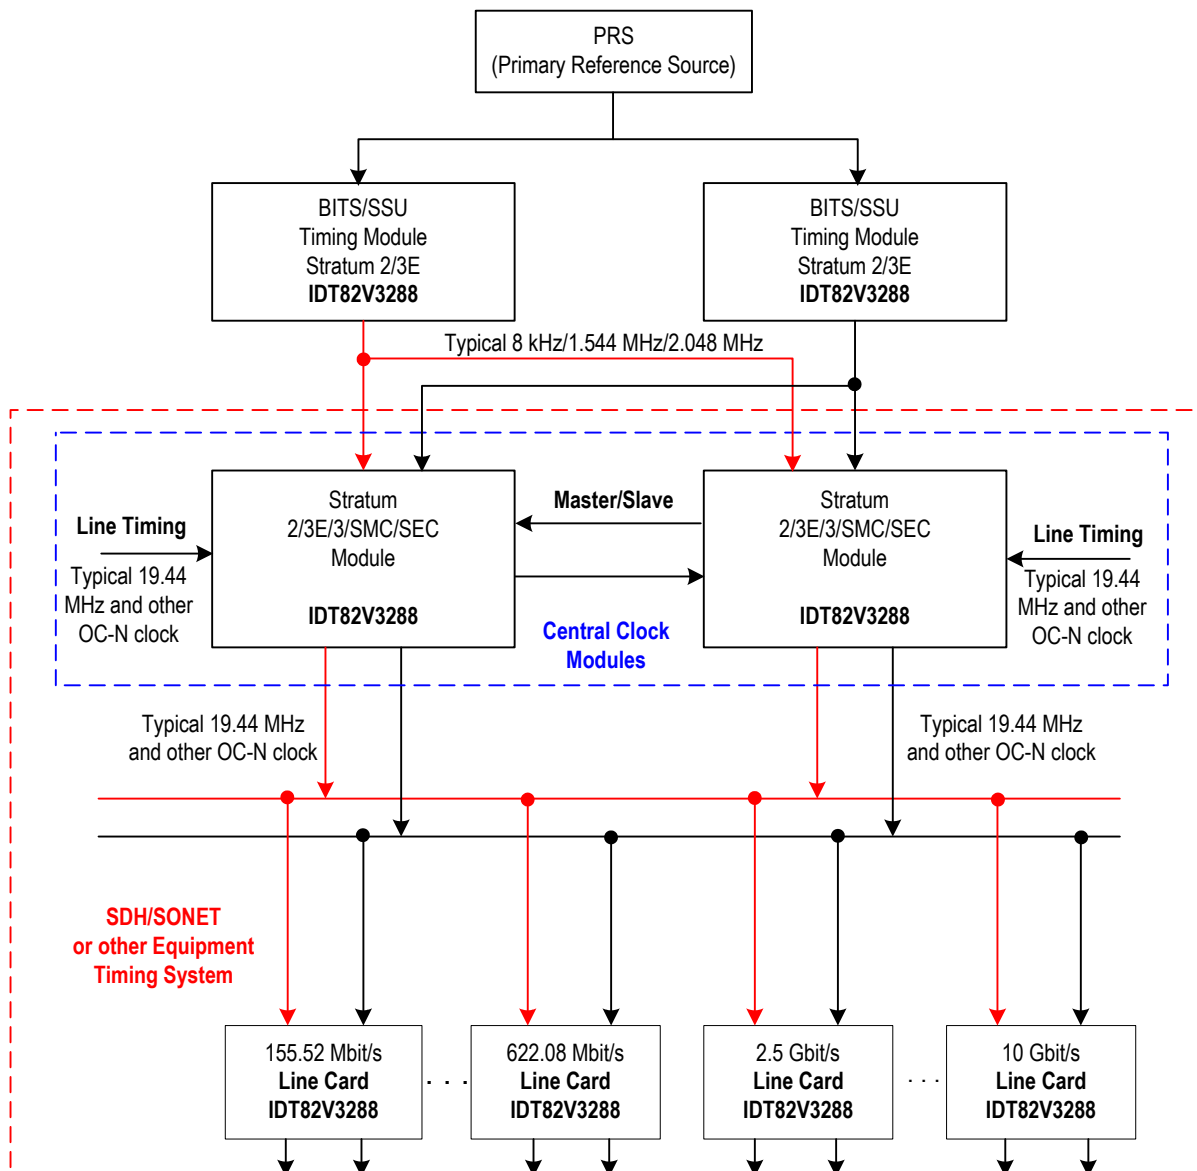 PRS
(Primary Reference Source)
BITS/SSU
Timing Module
Stratum 2/3E
IDT82V3288
BITS/SSU
Timing Module
Stratum 2/3E
IDT82V3288
Typical 8 kHz/1.544 MHz/2.048 MHz
Line Timing
Typical 19.44
MHz and other
OC-N clock
Stratum
2/3E/3/SMC/SEC
Module
IDT82V3288
Master/Slave
Central Clock
Modules
Stratum
2/3E/3/SMC/SEC
Module
IDT82V3288
Line Timing
Typical 19.44
MHz and other
OC-N clock
Typical 19.44 MHz
and other OC-N clock
Typical 19.44 MHz
and other OC-N clock
SDH/SONET
or other Equipment
Timing System
155.52 Mbit/s
Line Card
IDT82V3288
. . .
622.08 Mbit/s
Line Card
IDT82V3288
2.5 Gbit/s
Line Card
IDT82V3288
. . .
10 Gbit/s
Line Card
IDT82V3288